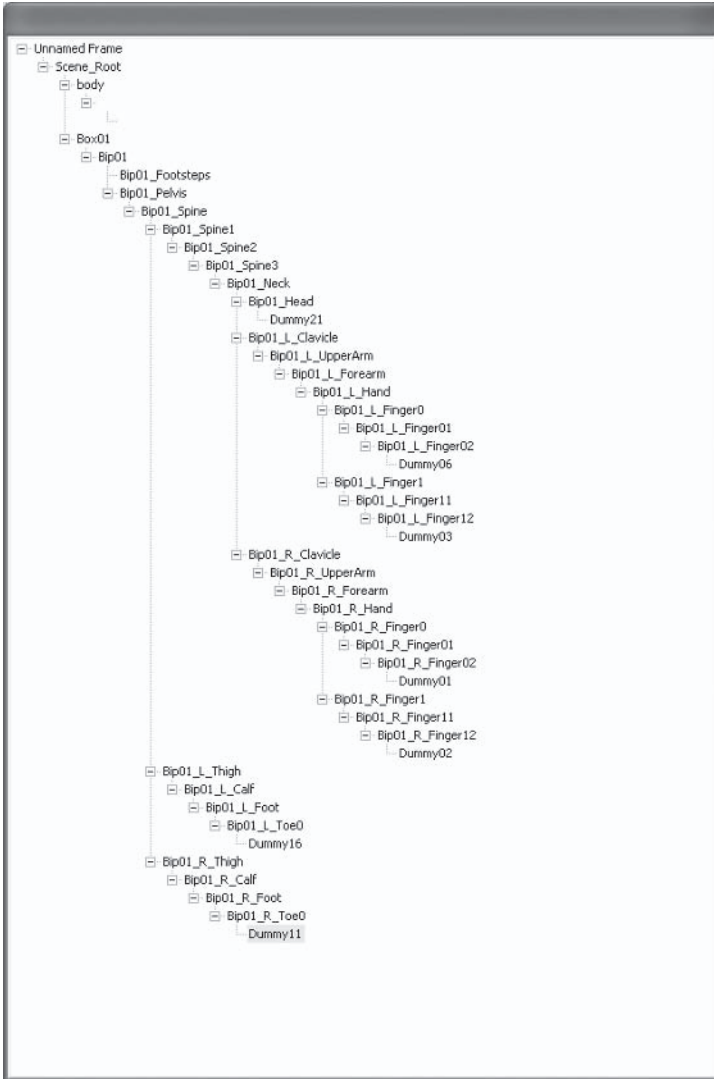 Unnamed Frame
Scene_Root
body
Box01
Bip01
Bip01_Footsteps
Bip01_Pelvis
Bip01_Spine
Bip01_Spine1
Bip01_Spine2
Bip01_Spine3
Bip01_Neck
Bip01_Head
Dummy21
Bip01_L_Clavicle
Bip01_L_UpperArm
Bip01_L_Forearm
Bip01_L_Hand
Bip01_L_Finger0
Bip01_L_Finger01
Bip01_L_Finger02
Dummy06
Bip01_L_Finger1
Bip01_L_Finger11
Bip01_L_Finger12
Dummy03
Bip01_R_Clavicle
Bip01_R_UpperArm
Bip01_R_Forearm
Bip01_R_Hand
Bip01_R_Finger0
Bip01_R_Finger01
Bip01_R_Finger02
Dummy01
Bip01_R_Finger1
Bip01_R_Finger11
Bip01_R_Finger12
Dummy02
Bip01_L_Thigh
Bip01_L_Calf
Bip01_L_Foot
Bip01_L_Toe0
Dummy16
Bip01_R_Thigh
Bip01_R_Calf
Bip01_R_Foot
Bip01_R_Toe0
Dummy11